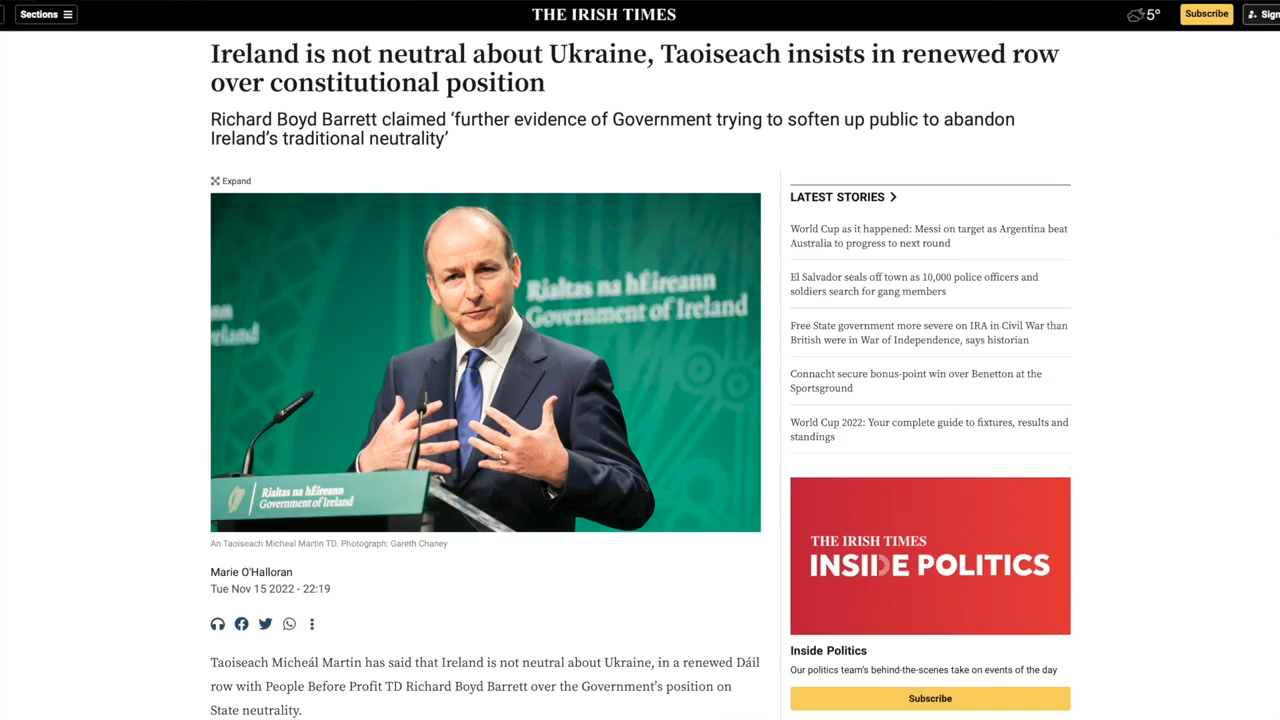 Sections
THE IRISH TIMES
5°
Subscribe
Sign
Ireland is not neutral about Ukraine, Taoiseach insists in renewed row
over constitutional position
Richard Boyd Barrett claimed ‘further evidence of Government trying to soften up public to abandon
Ireland’s traditional neutrality’
Expand
Rialtas na hÉireann
Government of Ireland
nn
reland
Rialtas na hÉireann
Government of Ireland
An Taoiseach Micheal Martin TD. Photograph: Gareth Chaney
Marie O'Halloran
Tue Nov 15 2022 - 22:19
Taoiseach Micheál Martin has said that Ireland is not neutral about Ukraine, in a renewed Dáil
row with People Before Profit TD Richard Boyd Barrett over the Government’s position on
State neutrality.
LATEST STORIES
World Cup as it happened: Messi on target as Argentina beat
Australia to progress to next round
El Salvador seals off town as 10,000 police officers and
soldiers search for gang members
Free State government more severe on IRA in Civil War than
British were in War of Independence, says historian
Connacht secure bonus-point win over Benetton at the
Sportsground
World Cup 2022: Your complete guide to fixtures, results and
standings
THE IRISH TIMES
INSIDE POLITICS
Inside Politics
Our politics team’s behind-the-scenes take on events of the day
Subscribe